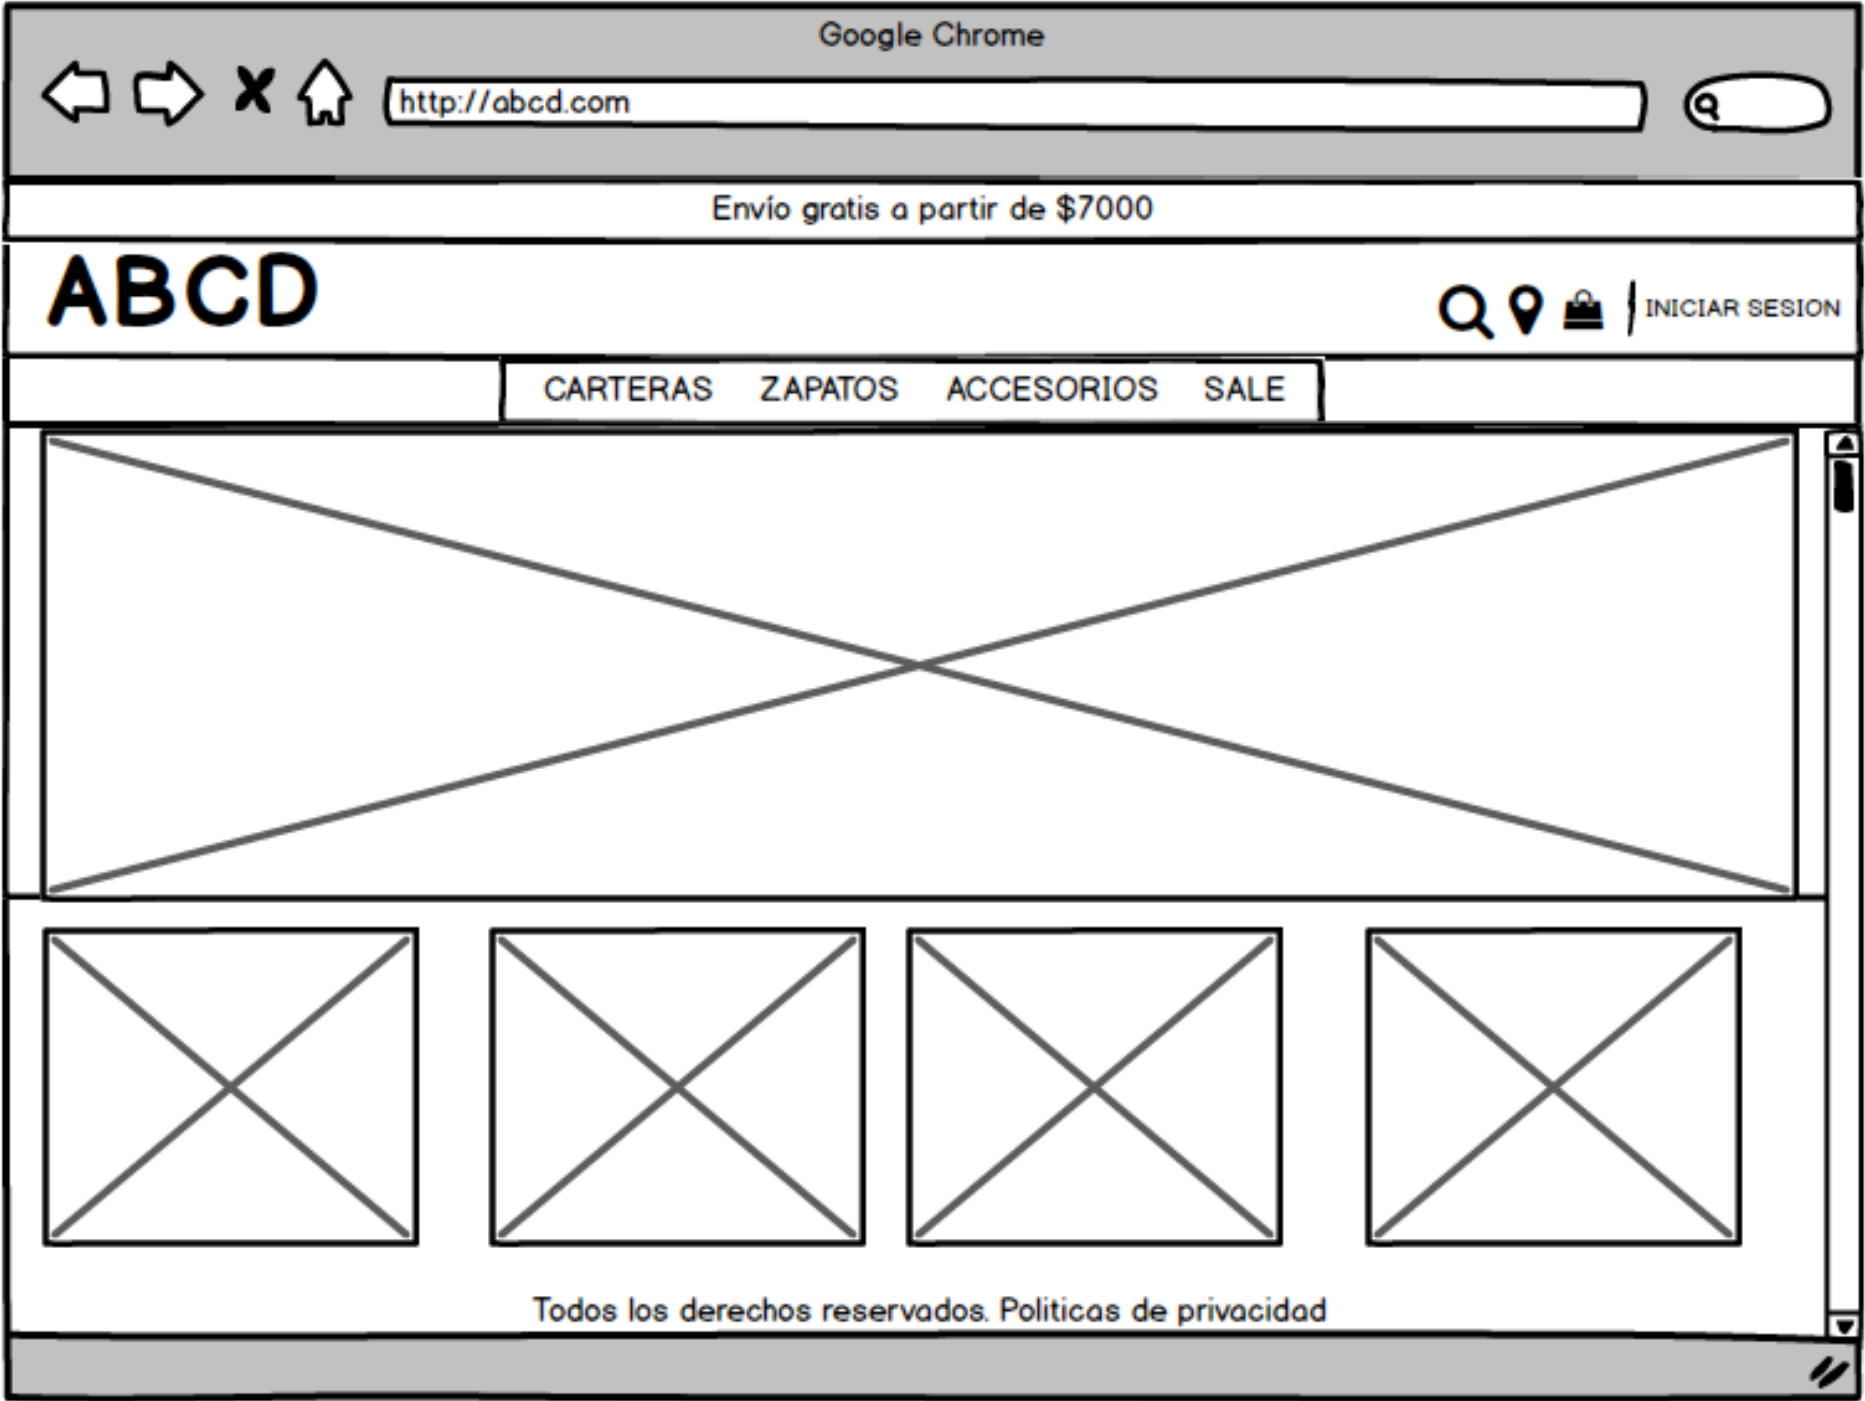 Google Chrome
http://abcd.com
Envío gratis a partir de $7000
ABCD
INICIAR SESION
CARTERAS ZAPATOS ACCESORIOS SALE
Todos los derechos reservados. Politicas de privacidad